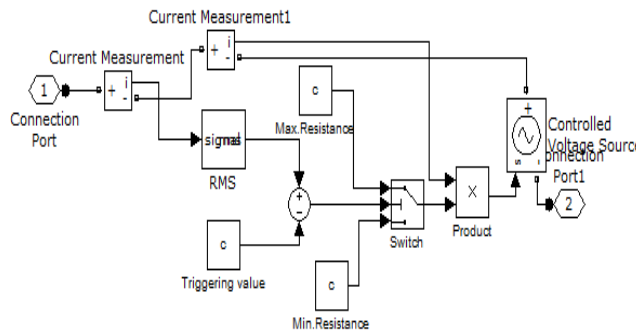 Current Measurement1
Current Measurement
+ i -
+ i -
1
Connection
Port
c
Max.Resistance
RMS
+
-
c
Triggering value
c
Min.Resistance
Switch
×
Product
+
s -
Controlled
Voltage Source
Connection
Port1
2